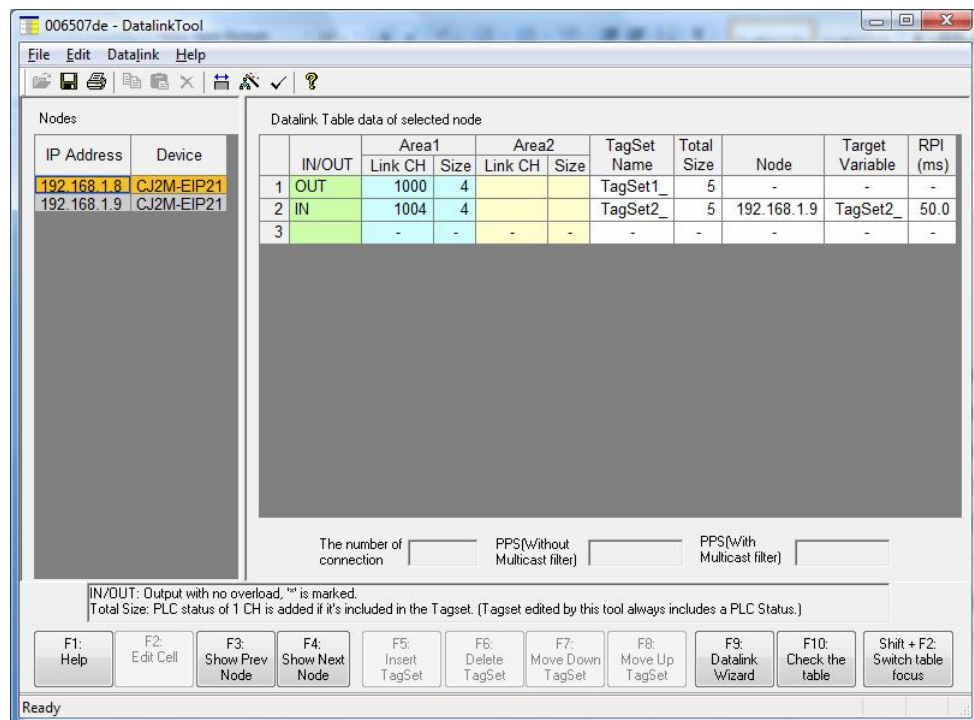 006507de - DatalinkTool
File Edit Datalink Help
Nodes
IP Address Device
192.168.1.8 CJ2M-EIP21
192.168.1.9 CJ2M-EIP21
Datalink Table data of selected node
IN/OUT Area1 Link CH Size Area2 Link CH Size TagSet Name Total Size Node Target Variable RPI (ms)
1 OUT 1000 4 TagSet1_ 5 - - -
2 IN 1004 4 TagSet2_ 5 192.168.1.9 TagSet2_ 50.0
3 - - - - - - - - -
The number of connection
PPS(Without Multicast filter)
PPS(With Multicast filter)
IN/OUT: Output with no overload, '*' is marked.
Total Size: PLC status of 1 CH is added if it's included in the Tagset. (Tagset edited by this tool always includes a PLC Status.)
F1: Help
F2: Edit Cell
F3: Show Prev Node
F4: Show Next Node
F5: Insert TagSet
F6: Delete TagSet
F7: Move Down TagSet
F8: Move Up TagSet
F9: Datalink Wizard
F10: Check the table
Shift + F2: Switch table focus
Ready